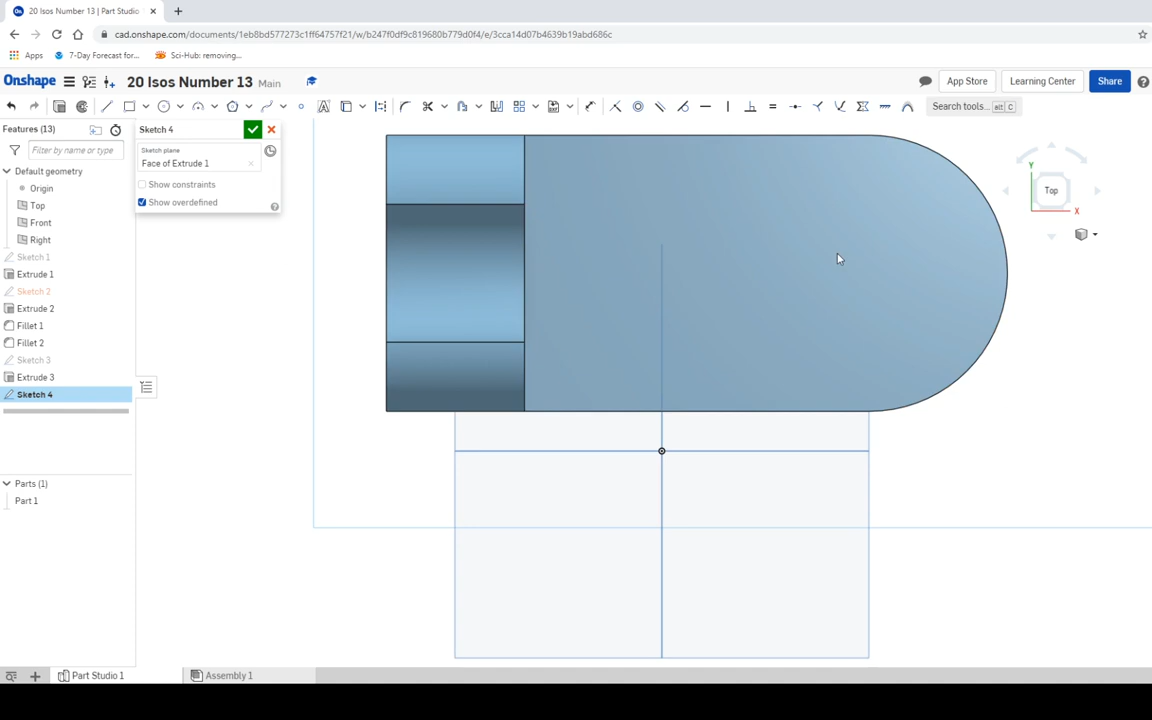 20 Isos Number 13 | Part Studio 1
cad.onshape.com/documents/1eb8bd577273c1ff64757f21/w/b247f0df9c819680b779d0f4/e/3cca14d07b4639b19abd686c
Apps 7-Day Forecast for... Sci-Hub: removing...
Onshape 20 Isos Number 13 Main App Store Learning Center Share
Search tools... alt C
Features (13)
Filter by name or type
Default geometry
Origin
Top
Front
Right
Sketch 1
Extrude 1
Sketch 2
Extrude 2
Fillet 1
Fillet 2
Sketch 3
Extrude 3
Sketch 4
Parts (1)
Part 1
Sketch 4
Sketch plane
Face of Extrude 1
Show constraints
Show overdefined
Y
Top
X
Part Studio 1 Assembly 1